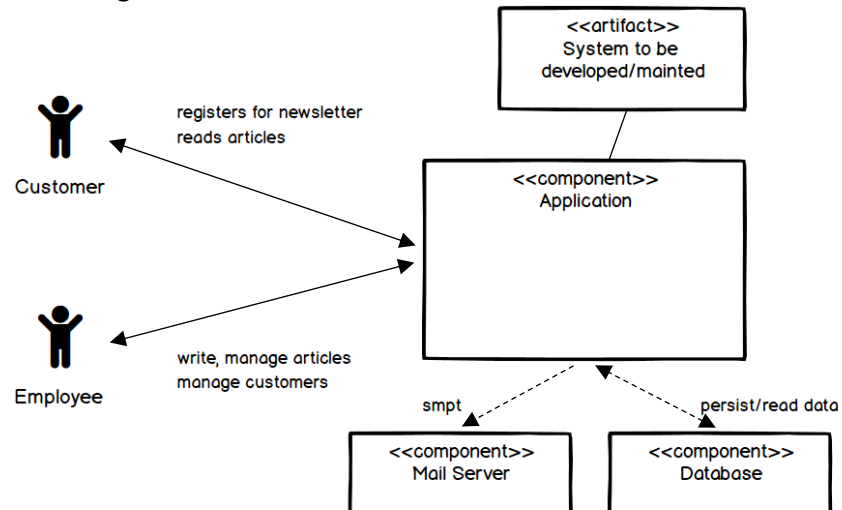 <<artifact>>
System to be
developed/mainted
registers for newsletter
reads articles
Customer
<<component>>
Application
write, manage articles
manage customers
Employee
smpt
persist/read data
<<component>>
Mail Server
<<component>>
Database